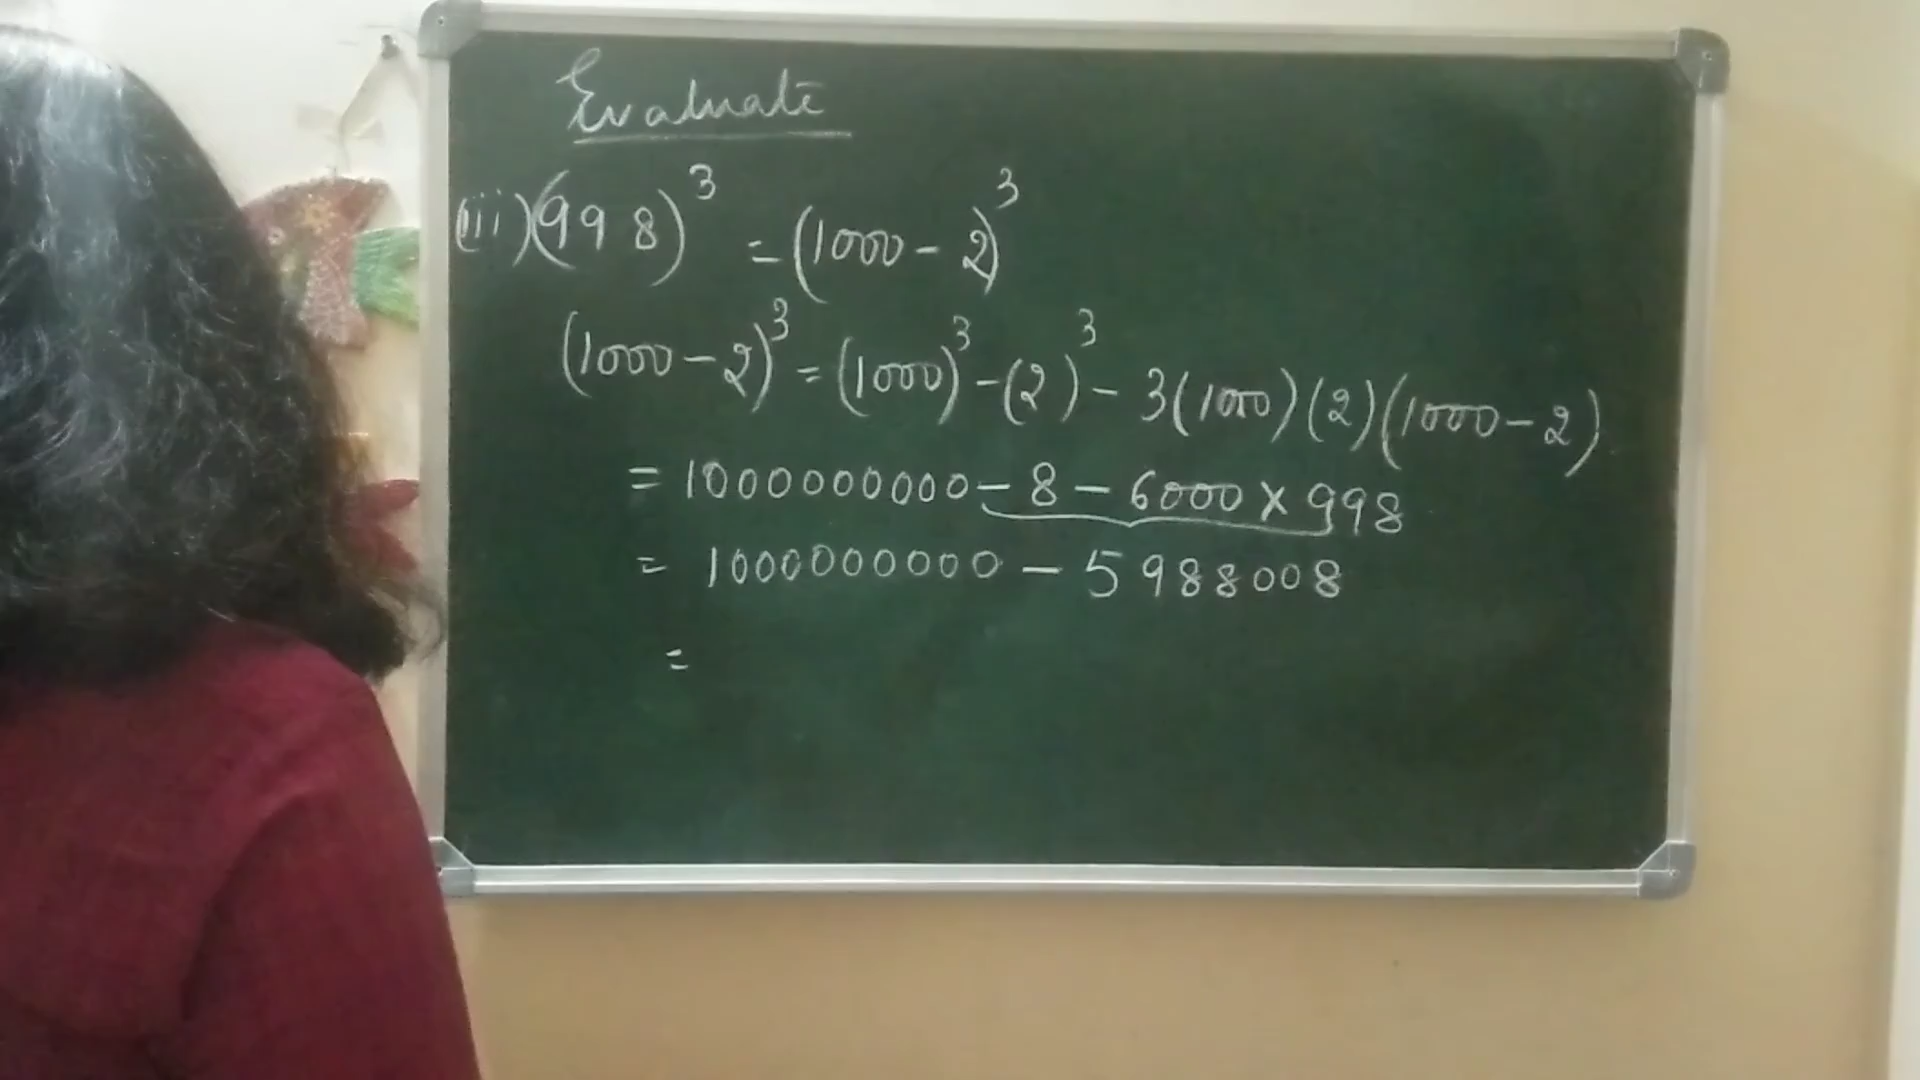 Evaluate
(iii) (998)³ = (1000 - 2)³
(1000 - 2)³ = (1000)³ - (2)³ - 3(1000)(2)(1000 - 2)
= 1000000000 - 8 - 6000 × 998
= 1000000000 - 5988008
=